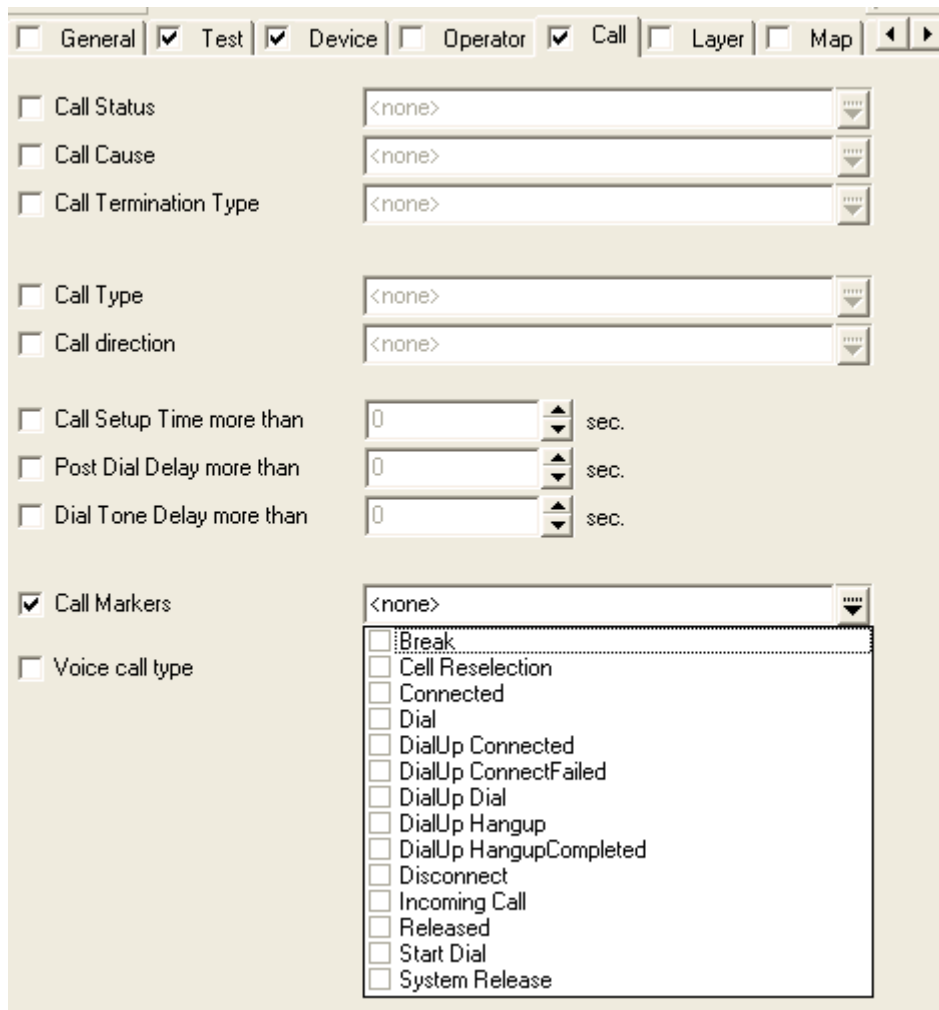 General Test Device Operator Call Layer Map
Call Status <none>
Call Cause <none>
Call Termination Type <none>
Call Type <none>
Call direction <none>
Call Setup Time more than 0 sec.
Post Dial Delay more than 0 sec.
Dial Tone Delay more than 0 sec.
Call Markers <none>
Break
Voice call type Cell Reselection
Connected
Dial
DialUp Connected
DialUp ConnectFailed
DialUp Dial
DialUp Hangup
DialUp HangupCompleted
Disconnect
Incoming Call
Released
Start Dial
System Release